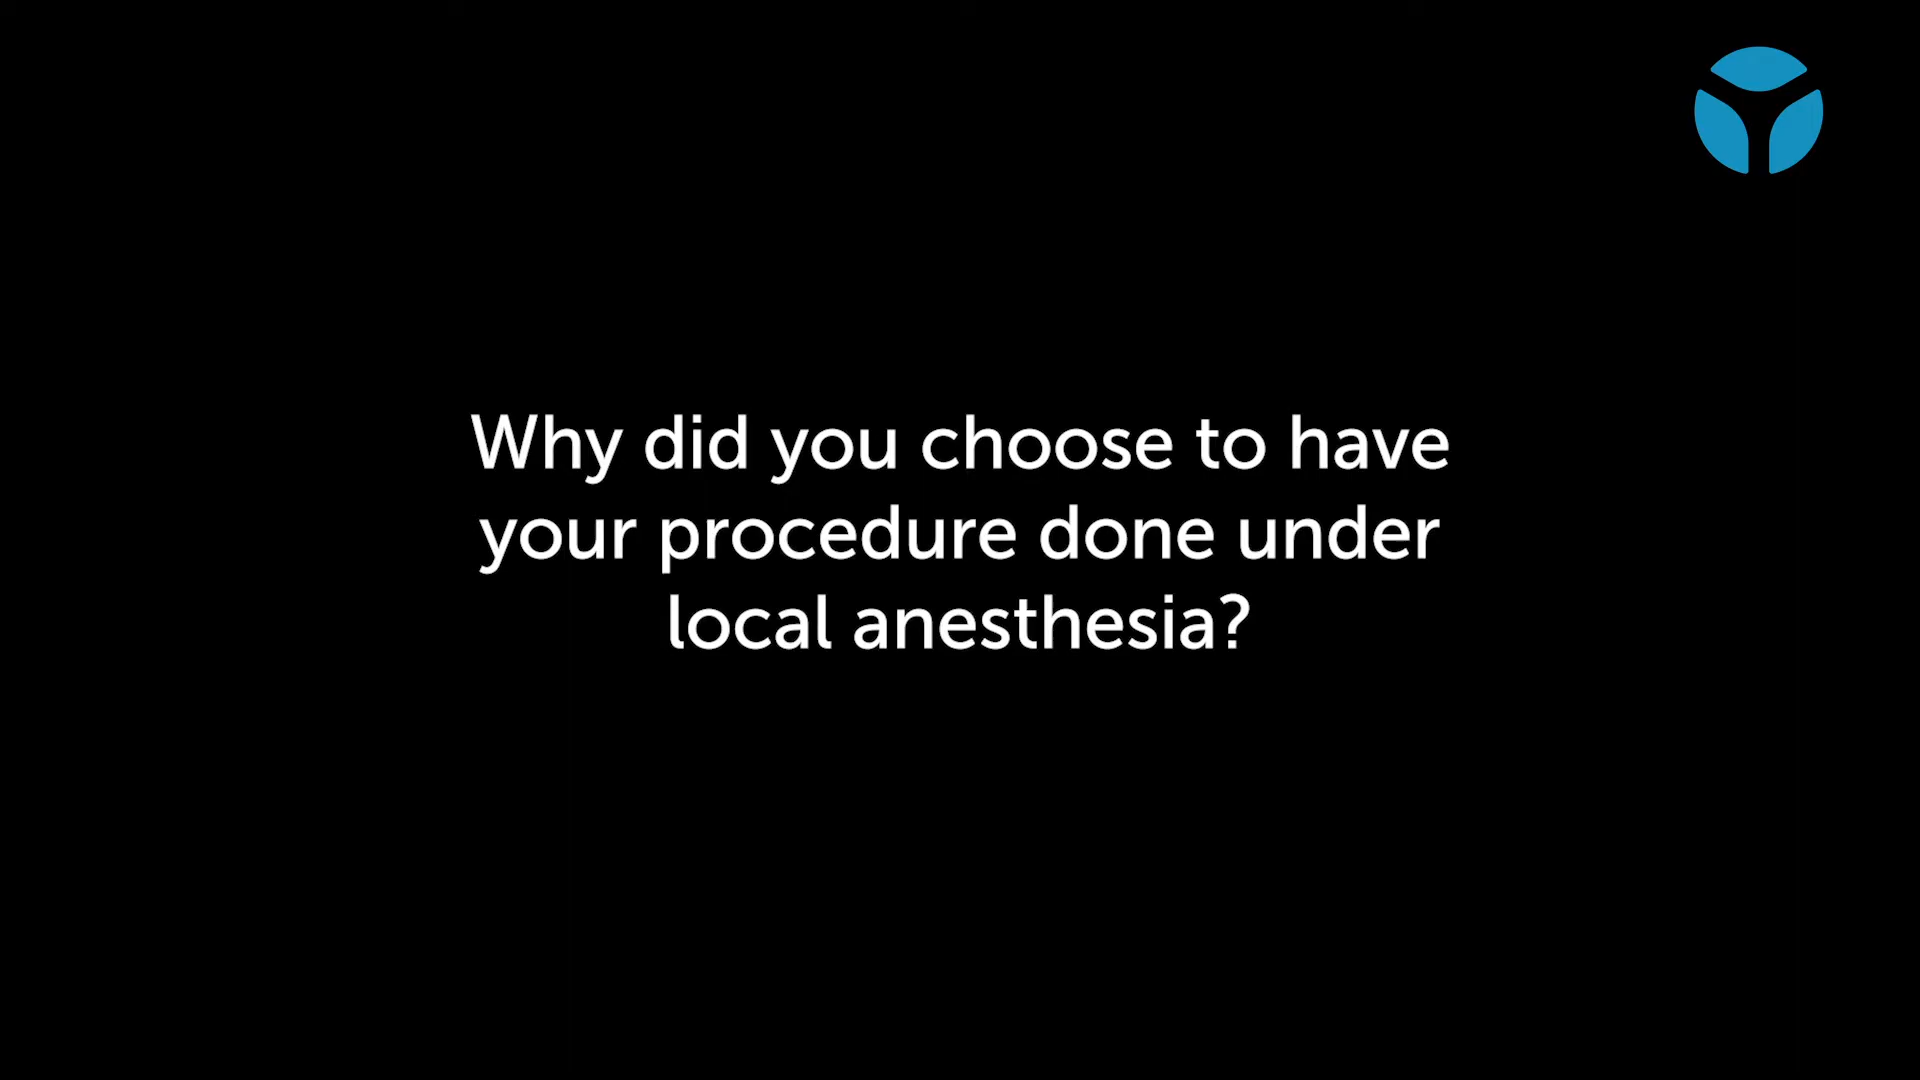 Why did you choose to have
your procedure done under
local anesthesia?